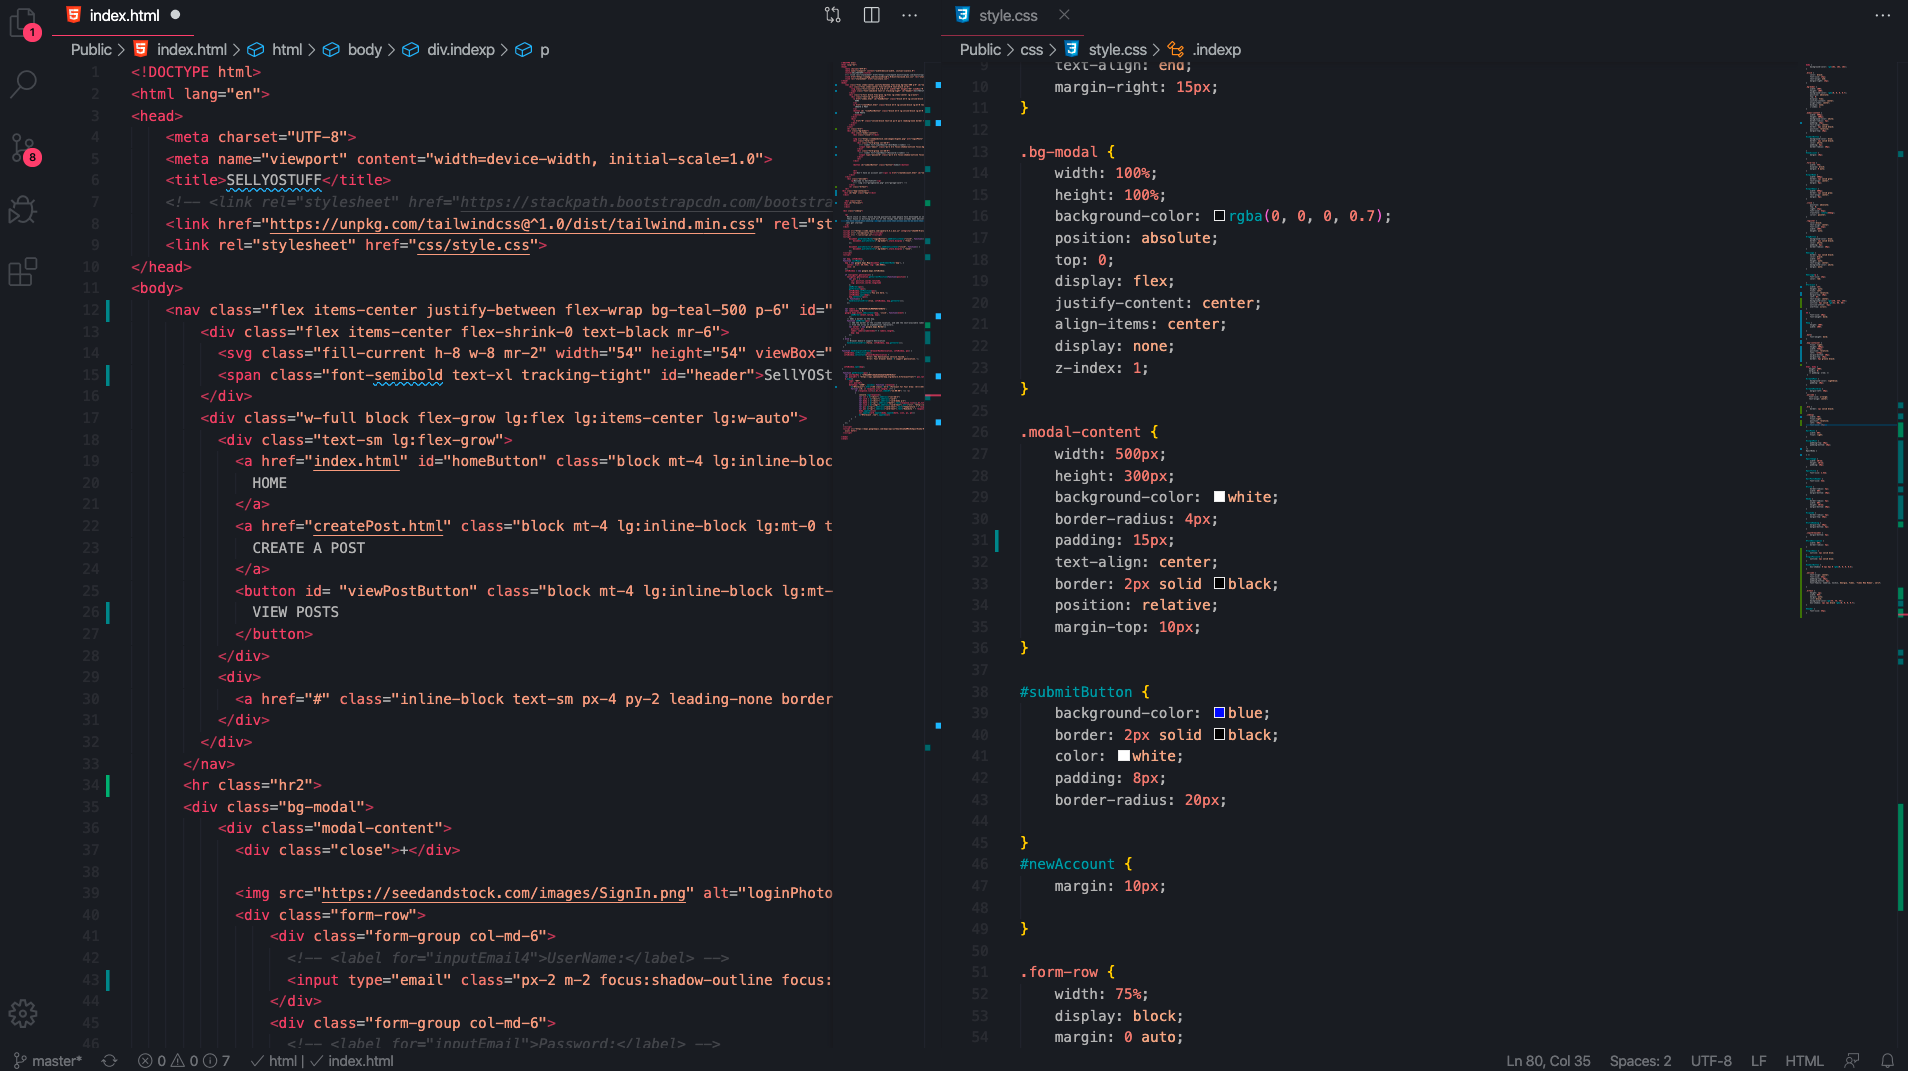 1
8
index.html
Public > index.html > html > body > div.indexp > p
1 <!DOCTYPE html>
2 <html lang="en">
3 <head>
4 <meta charset="UTF-8">
5 <meta name="viewport" content="width=device-width, initial-scale=1.0">
6 <title>SELLYOSTUFF</title>
7 <!-- <link rel="stylesheet" href="https://stackpath.bootstrapcdn.com/bootstra
8 <link href="https://unpkg.com/tailwindcss@^1.0/dist/tailwind.min.css" rel="st
9 <link rel="stylesheet" href="css/style.css">
10 </head>
11 <body>
12 <nav class="flex items-center justify-between flex-wrap bg-teal-500 p-6" id="
13 <div class="flex items-center flex-shrink-0 text-black mr-6">
14 <svg class="fill-current h-8 w-8 mr-2" width="54" height="54" viewBox="
15 <span class="font-semibold text-xl tracking-tight" id="header">SellYOSt
16 </div>
17 <div class="w-full block flex-grow lg:flex lg:items-center lg:w-auto">
18 <div class="text-sm lg:flex-grow">
19 <a href="index.html" id="homeButton" class="block mt-4 lg:inline-bloc
20 HOME
21 </a>
22 <a href="createPost.html" class="block mt-4 lg:inline-block lg:mt-0 t
23 CREATE A POST
24 </a>
25 <button id= "viewPostButton" class="block mt-4 lg:inline-block lg:mt-
26 VIEW POSTS
27 </button>
28 </div>
29 <div>
30 <a href="#" class="inline-block text-sm px-4 py-2 leading-none border
31 </div>
32 </div>
33 </nav>
34 <hr class="hr2">
35 <div class="bg-modal">
36 <div class="modal-content">
37 <div class="close">+</div>
38
39 <img src="https://seedandstock.com/images/SignIn.png" alt="loginPhoto
40 <div class="form-row">
41 <div class="form-group col-md-6">
42 <!-- <label for="inputEmail4">UserName:</label> -->
43 <input type="email" class="px-2 m-2 focus:shadow-outline focus:
44 </div>
45 <div class="form-group col-md-6">
46 <!-- <label for="inputEmail">Password:</label> -->
style.css
Public > css > style.css > .indexp
9 text-align: end;
10 margin-right: 15px;
11 }
12
13 .bg-modal {
14 width: 100%;
15 height: 100%;
16 background-color: rgba(0, 0, 0, 0.7);
17 position: absolute;
18 top: 0;
19 display: flex;
20 justify-content: center;
21 align-items: center;
22 display: none;
23 z-index: 1;
24 }
25
26 .modal-content {
27 width: 500px;
28 height: 300px;
29 background-color: white;
30 border-radius: 4px;
31 padding: 15px;
32 text-align: center;
33 border: 2px solid black;
34 position: relative;
35 margin-top: 10px;
36 }
37
38 #submitButton {
39 background-color: blue;
40 border: 2px solid black;
41 color: white;
42 padding: 8px;
43 border-radius: 20px;
44
45 }
46 #newAccount {
47 margin: 10px;
48
49 }
50
51 .form-row {
52 width: 75%;
53 display: block;
54 margin: 0 auto;
master* 0 0 7 html | index.html Ln 80, Col 35 Spaces: 2 UTF-8 LF HTML